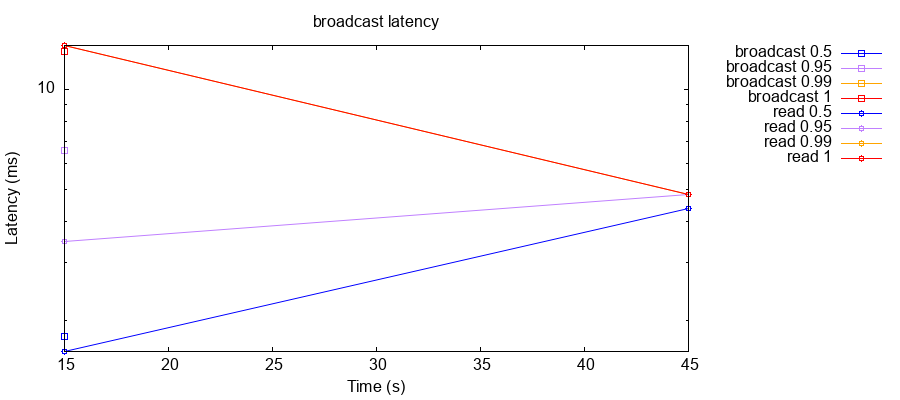 broadcast latency
broadcast 0.5
broadcast 0.95
broadcast 0.99
broadcast 1
read 0.5
read 0.95
read 0.99
read 1
10
Latency (ms)
15 20 25 30 35 40 45
Time (s)